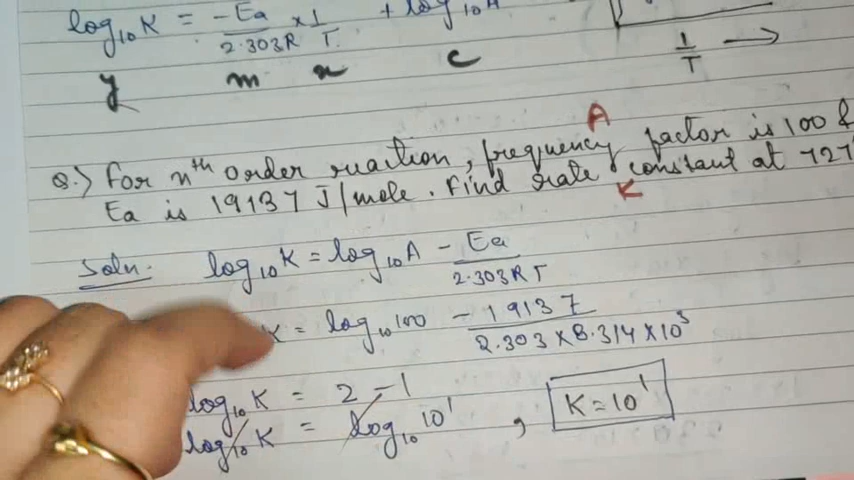 log₁₀K = -Ea/2.303R × 1/T + log₁₀A
y m x c
1/T →
A
Q.) For nth order reaction, frequency factor is 100 &
Ea is 19137 J/mole. Find rate constant at 727
K
Soln. log₁₀K = log₁₀A - Ea/2.303RT
K = log₁₀100 - 19137/2.303×8.314×10³
log₁₀K = 2 - 1
log₁₀K = log₁₀10¹ , K = 10¹